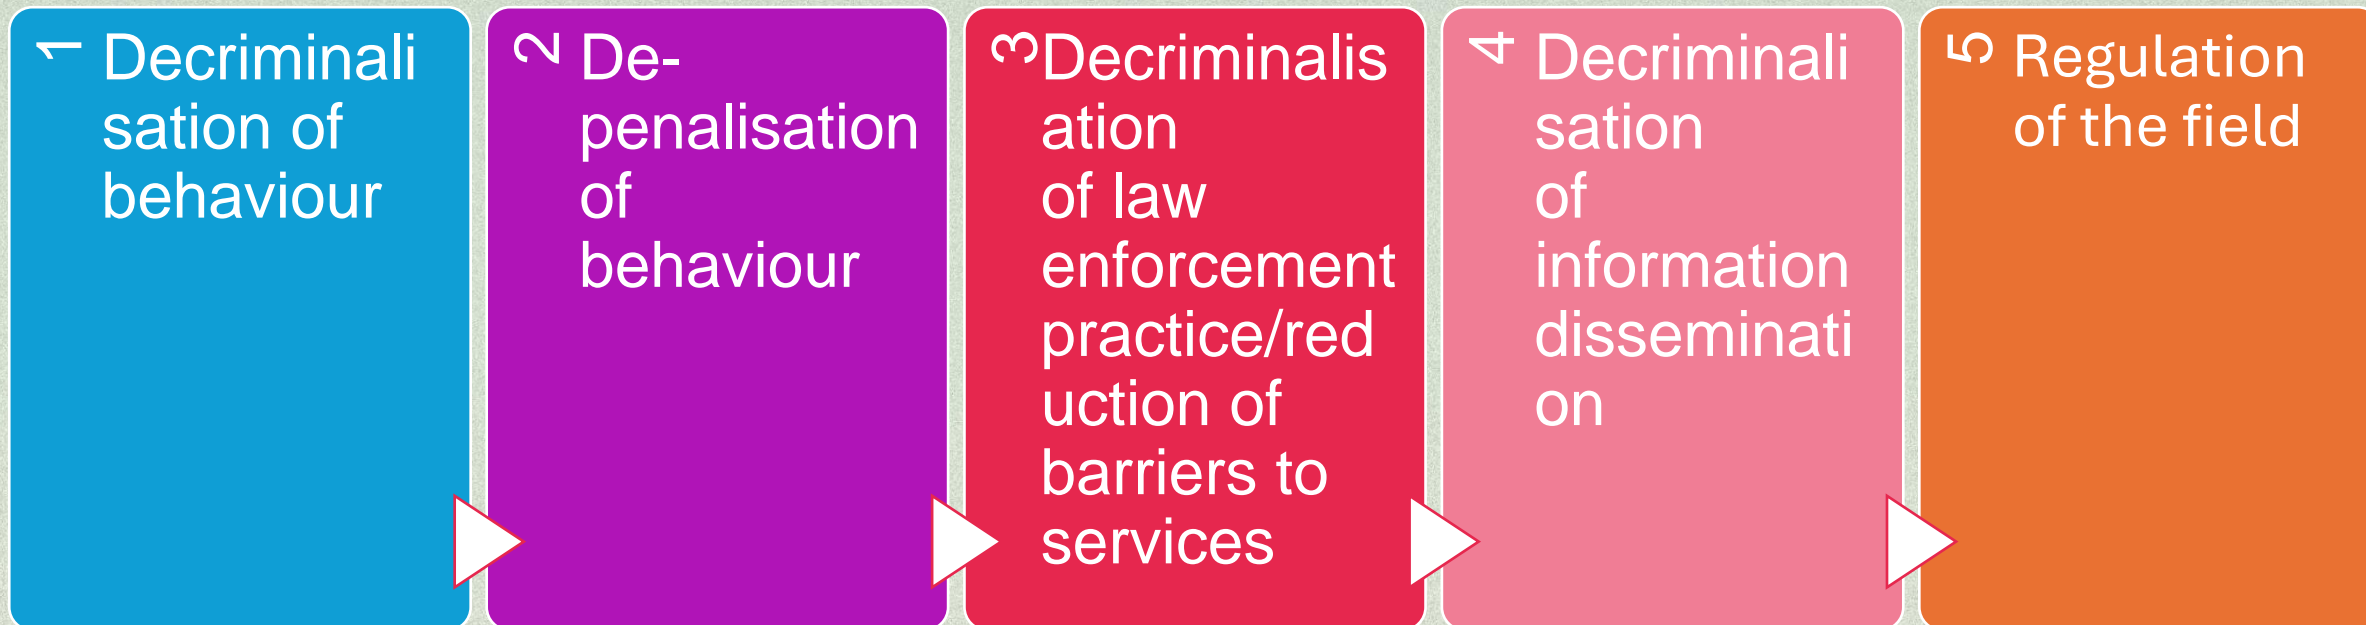 1
Decriminali
sation of
behaviour
2
De-
penalisation
of
behaviour
3
Decriminalis
ation
of law
enforcement
practice/red
uction of
barriers to
services
4
Decriminali
sation
of
information
disseminati
on
5
Regulation
of the field